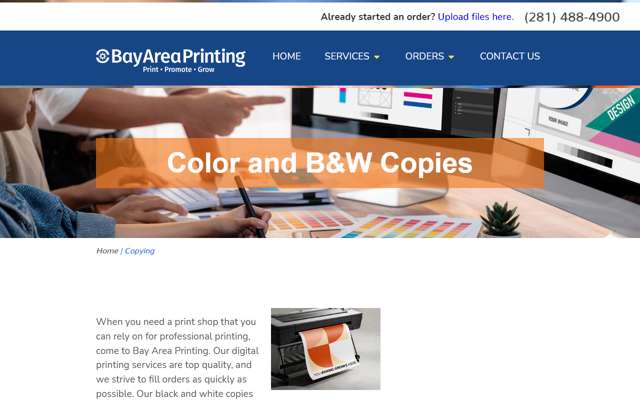 Already started an order? Upload files here. (281) 488-4900
BayAreaPrinting
Print • Promote • Grow
HOME SERVICES ORDERS CONTACT US
DESIGN
Color and B&W Copies
Home | Copying
When you need a print shop that you
can rely on for professional printing,
come to Bay Area Printing. Our digital
printing services are top quality, and
we strive to fill orders as quickly as
possible. Our black and white copies